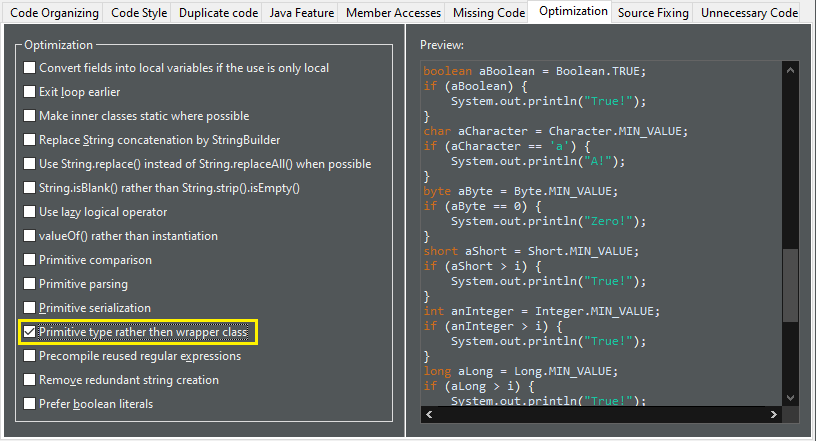 Code Organizing Code Style Duplicate code Java Feature Member Accesses Missing Code Optimization Source Fixing Unnecessary Code
Optimization
Convert fields into local variables if the use is only local
Exit loop earlier
Make inner classes static where possible
Replace String concatenation by StringBuilder
Use String.replace() instead of String.replaceAll() when possible
String.isBlank() rather than String.strip().isEmpty()
Use lazy logical operator
valueOf() rather than instantiation
Primitive comparison
Primitive parsing
Primitive serialization
Primitive type rather then wrapper class
Precompile reused regular expressions
Remove redundant string creation
Prefer boolean literals
Preview:
boolean aBoolean = Boolean.TRUE;
if (aBoolean) {
    System.out.println("True!");
}
char aCharacter = Character.MIN_VALUE;
if (aCharacter == 'a') {
    System.out.println("A!");
}
byte aByte = Byte.MIN_VALUE;
if (aByte == 0) {
    System.out.println("Zero!");
}
short aShort = Short.MIN_VALUE;
if (aShort > i) {
    System.out.println("True!");
}
int anInteger = Integer.MIN_VALUE;
if (anInteger > i) {
    System.out.println("True!");
}
long aLong = Long.MIN_VALUE;
if (aLong > i) {
    System.out.println("True!");